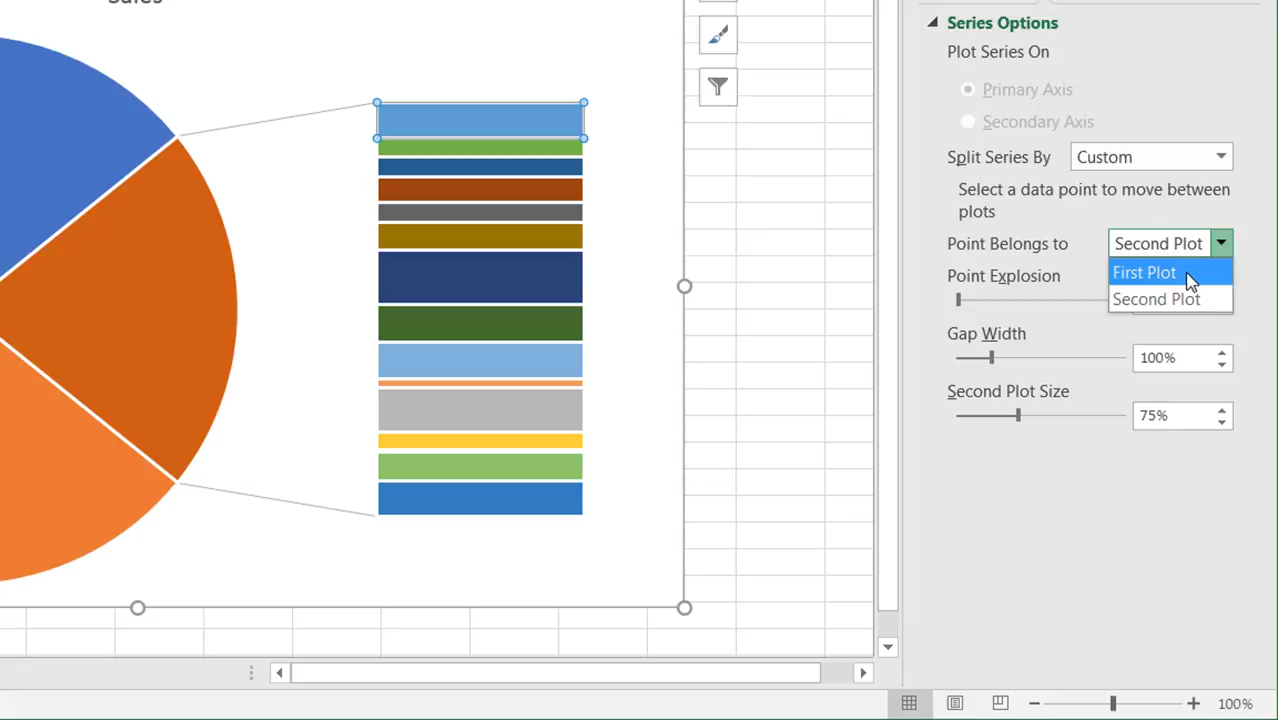 Sales
Series Options
Plot Series On
Primary Axis
Secondary Axis
Split Series By Custom
Select a data point to move between
plots
Point Belongs to Second Plot
First Plot
Point Explosion
Second Plot
Gap Width
100%
Second Plot Size
75%
100%